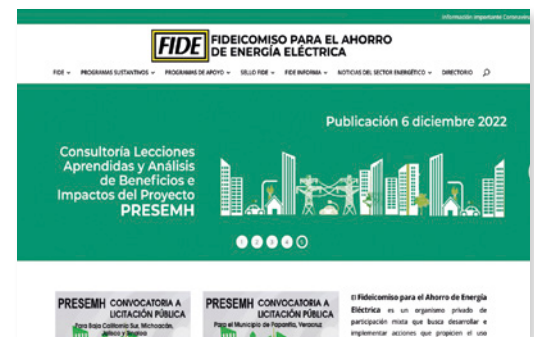 Información importante Coronavirus
FIDE
FIDEICOMISO PARA EL AHORRO
DE ENERGÍA ELÉCTRICA
FIDE PROGRAMAS SUSTANTIVOS PROGRAMAS DE APOYO SELLO FIDE FIDE INFORMA NOTICIAS DEL SECTOR ENERGÉTICO DIRECTORIO
Publicación 6 diciembre 2022
Consultoría Lecciones
Aprendidas y Análisis
de Beneficios e
Impactos del Proyecto
PRESEMH
1 2 3 4 5
PRESEMH CONVOCATORIA A
LICITACIÓN PÚBLICA
Para Baja California Sur, Michoacán,
Jalisco y Sinaloa
PRESEMH CONVOCATORIA A
LICITACIÓN PÚBLICA
Para el Municipio de Papantla, Veracruz
El Fideicomiso para el Ahorro de Energía
Eléctrica es un organismo privado de
participación mixta que busca desarrollar e
implementar acciones que propicien el uso